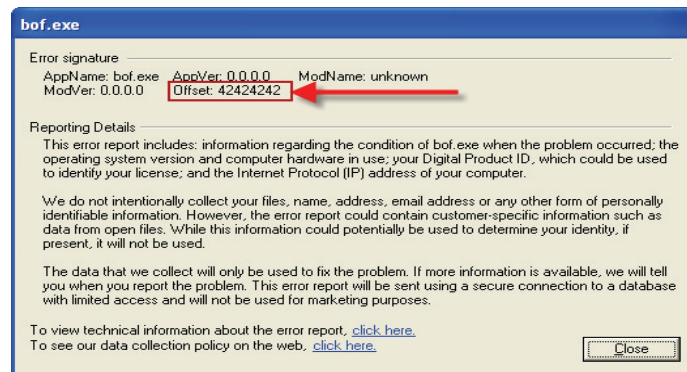 bof.exe
Error signature
AppName: bof.exe AppVer: 0.0.0.0 ModName: unknown
ModVer: 0.0.0.0 Offset: 42424242
Reporting Details
This error report includes: information regarding the condition of bof.exe when the problem occurred; the
operating system version and computer hardware in use; your Digital Product ID, which could be used
to identify your license; and the Internet Protocol (IP) address of your computer.
We do not intentionally collect your files, name, address, email address or any other form of personally
identifiable information. However, the error report could contain customer-specific information such as
data from open files. While this information could potentially be used to determine your identity, if
present, it will not be used.
The data that we collect will only be used to fix the problem. If more information is available, we will tell
you when you report the problem. This error report will be sent using a secure connection to a database
with limited access and will not be used for marketing purposes.
To view technical information about the error report, click here.
To see our data collection policy on the web, click here.
Close